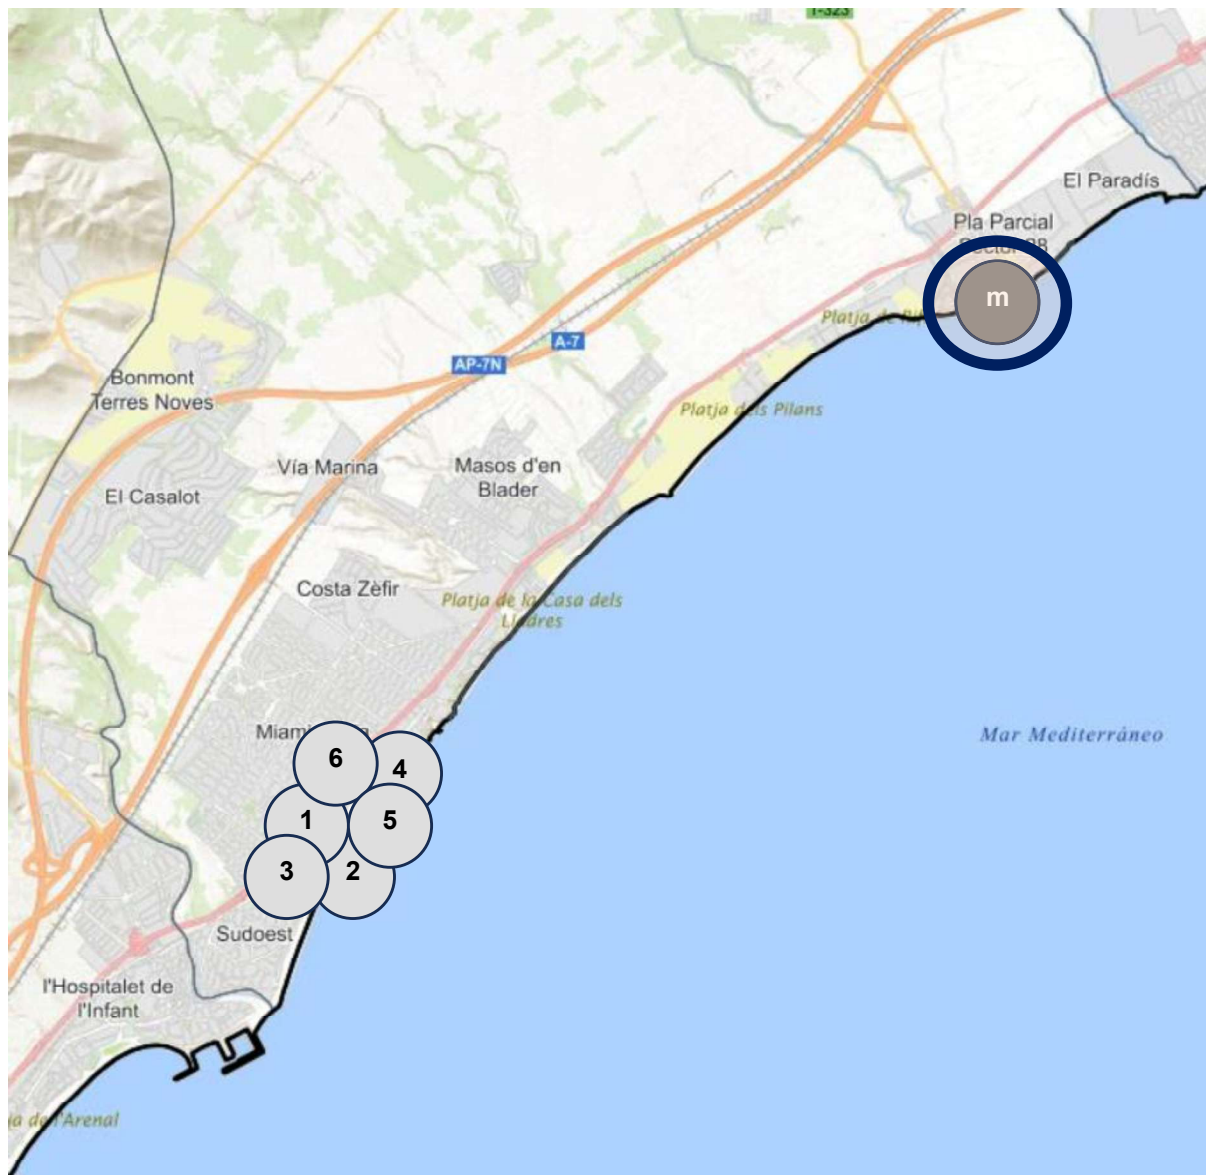 T-323
El Paradís
Pla Parcial
m
Platja de
A-7
AP-7N
Bonmont
Terres Noves
Platja dels Pilans
Vía Marina
Masos d'en
Blader
El Casalot
Costa Zèfir
Platja de la Casa dels
Lladres
Mar Mediterráneo
6
4
1
5
3
2
Sudoest
l'Hospitalet de
l'Infant
de l'Arenal